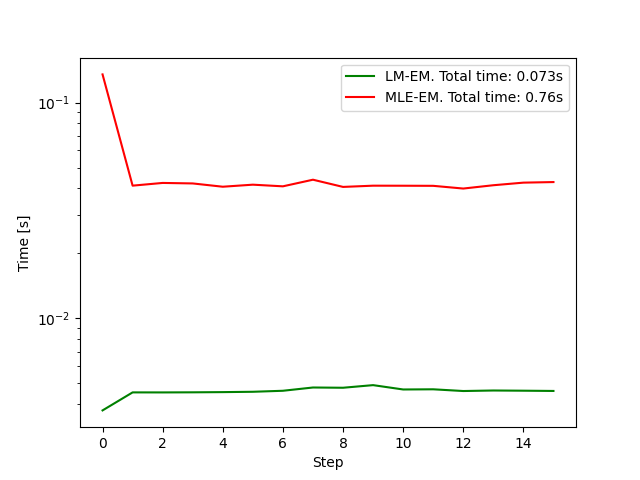 LM-EM. Total time: 0.073s
MLE-EM. Total time: 0.76s
10⁻¹
10⁻²
Time [s]
0 2 4 6 8 10 12 14
Step